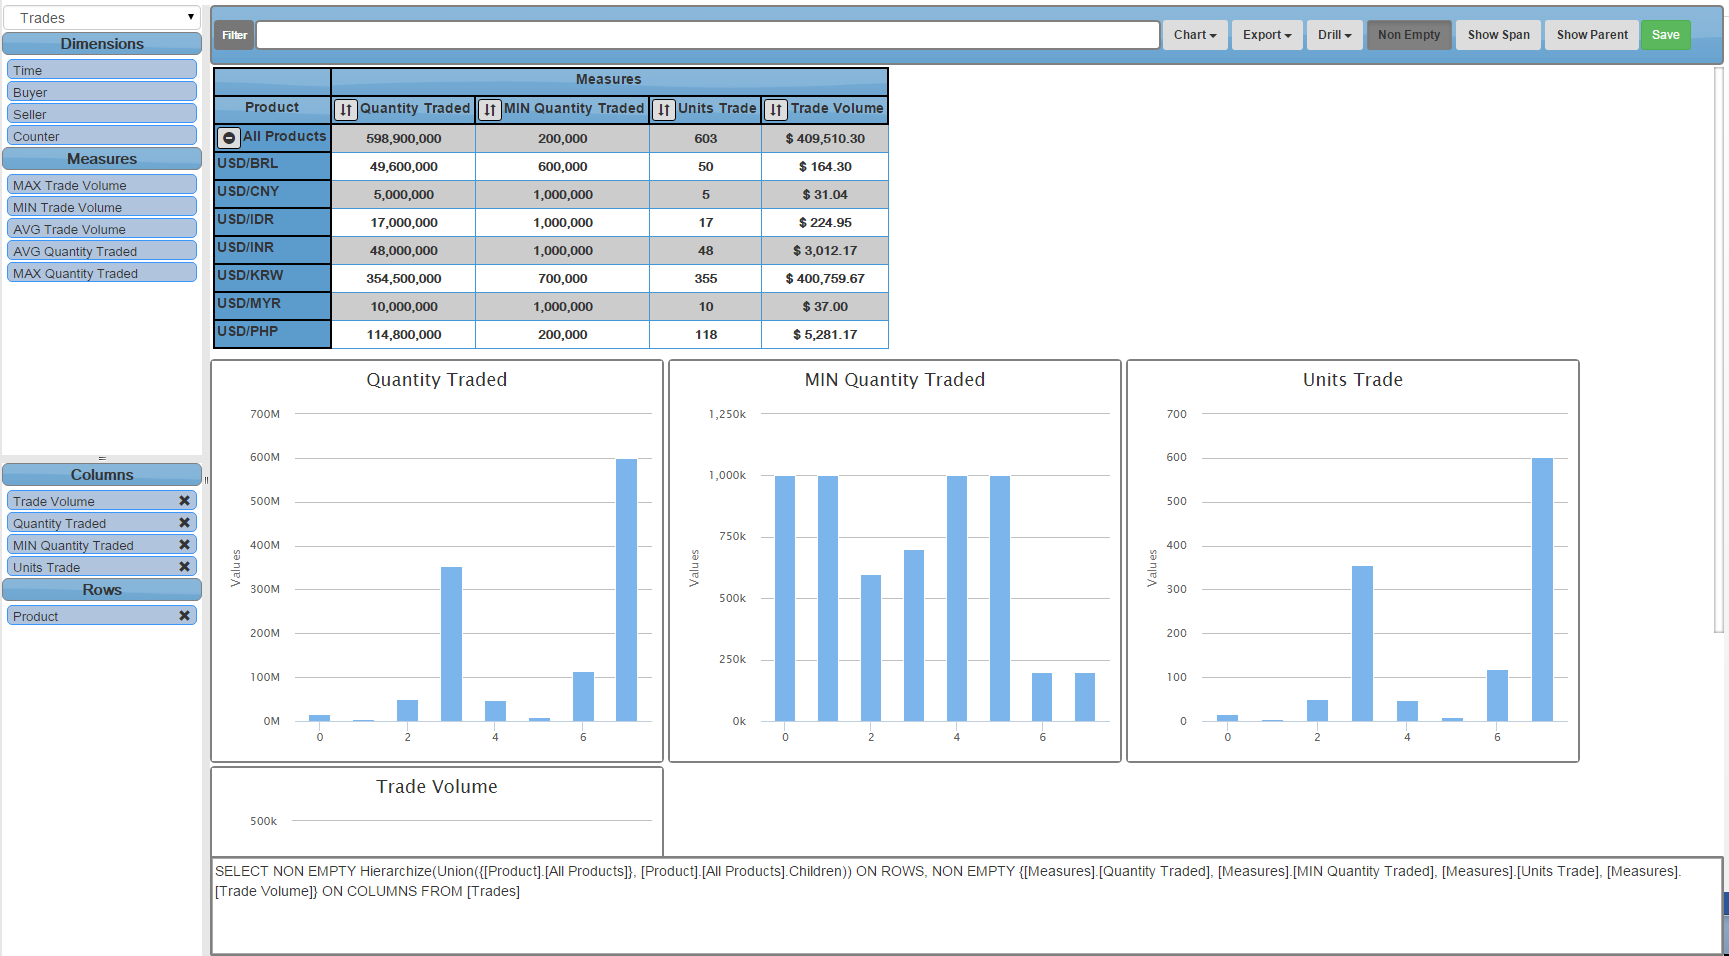 Trades
Dimensions
Time
Buyer
Seller
Counter
Measures
MAX Trade Volume
MIN Trade Volume
AVG Trade Volume
AVG Quantity Traded
MAX Quantity Traded
Columns
Trade Volume
Quantity Traded
MIN Quantity Traded
Units Trade
Rows
Product
Filter Chart Export Drill Non Empty Show Span Show Parent Save
Measures
Product Quantity Traded MIN Quantity Traded Units Trade Trade Volume
All Products 598,900,000 200,000 603 $ 409,510.30
USD/BRL 49,600,000 600,000 50 $ 164.30
USD/CNY 5,000,000 1,000,000 5 $ 31.04
USD/IDR 17,000,000 1,000,000 17 $ 224.95
USD/INR 48,000,000 1,000,000 48 $ 3,012.17
USD/KRW 354,500,000 700,000 355 $ 400,759.67
USD/MYR 10,000,000 1,000,000 10 $ 37.00
USD/PHP 114,800,000 200,000 118 $ 5,281.17
Quantity Traded
700M
600M
500M
400M
300M
200M
100M
0M
Values
0 2 4 6
MIN Quantity Traded
1,250k
1,000k
750k
500k
250k
0k
Values
0 2 4 6
Units Trade
700
600
500
400
300
200
100
0
Values
0 2 4 6
Trade Volume
500k
SELECT NON EMPTY Hierarchize(Union({[Product].[All Products]}, [Product].[All Products].Children)) ON ROWS, NON EMPTY {[Measures].[Quantity Traded], [Measures].[MIN Quantity Traded], [Measures].[Units Trade], [Measures].
[Trade Volume]} ON COLUMNS FROM [Trades]